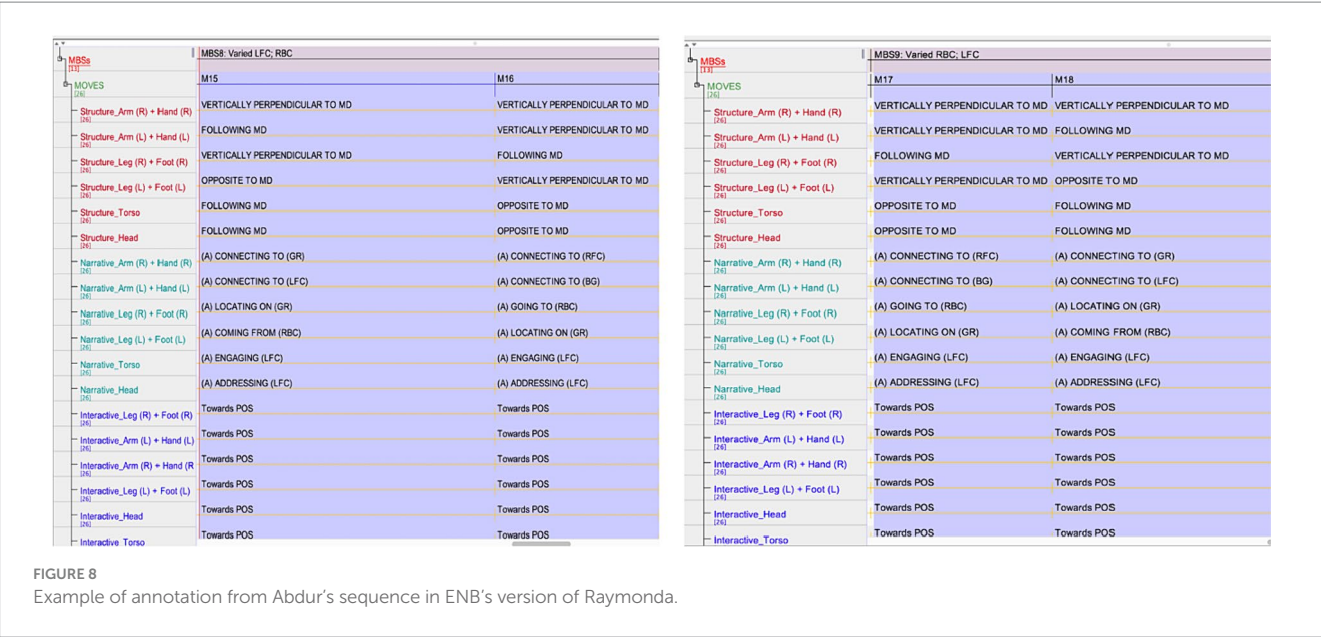 MBSs
[13]
MBS8: Varied LFC; RBC
MOVES
[26]
M15 M16
Structure_Arm (R) + Hand (R)
[26]
VERTICALLY PERPENDICULAR TO MD VERTICALLY PERPENDICULAR TO MD
Structure_Arm (L) + Hand (L)
[26]
FOLLOWING MD VERTICALLY PERPENDICULAR TO MD
Structure_Leg (R) + Foot (R)
[26]
VERTICALLY PERPENDICULAR TO MD FOLLOWING MD
Structure_Leg (L) + Foot (L)
[26]
OPPOSITE TO MD VERTICALLY PERPENDICULAR TO MD
Structure_Torso
[26]
FOLLOWING MD OPPOSITE TO MD
Structure_Head
[26]
FOLLOWING MD OPPOSITE TO MD
Narrative_Arm (R) + Hand (R)
[26]
(A) CONNECTING TO (GR) (A) CONNECTING TO (RFC)
Narrative_Arm (L) + Hand (L)
[26]
(A) CONNECTING TO (LFC) (A) CONNECTING TO (BG)
Narrative_Leg (R) + Foot (R)
[26]
(A) LOCATING ON (GR) (A) GOING TO (RBC)
Narrative_Leg (L) + Foot (L)
[26]
(A) COMING FROM (RBC) (A) LOCATING ON (GR)
Narrative_Torso
[26]
(A) ENGAGING (LFC) (A) ENGAGING (LFC)
Narrative_Head
[26]
(A) ADDRESSING (LFC) (A) ADDRESSING (LFC)
Interactive_Leg (R) + Foot (R)
[26]
Towards POS Towards POS
Interactive_Arm (L) + Hand (L)
[26]
Towards POS Towards POS
Interactive_Arm (R) + Hand (R
[26]
Towards POS Towards POS
Interactive_Leg (L) + Foot (L)
[26]
Towards POS Towards POS
Interactive_Head
[26]
Towards POS Towards POS
Interactive_Torso
Towards POS Towards POS
MBSs
[13]
MBS9: Varied RBC; LFC
MOVES
[26]
M17 M18
Structure_Arm (R) + Hand (R)
[26]
VERTICALLY PERPENDICULAR TO MD VERTICALLY PERPENDICULAR TO MD
Structure_Arm (L) + Hand (L)
[26]
VERTICALLY PERPENDICULAR TO MD FOLLOWING MD
Structure_Leg (R) + Foot (R)
[26]
FOLLOWING MD VERTICALLY PERPENDICULAR TO MD
Structure_Leg (L) + Foot (L)
[26]
VERTICALLY PERPENDICULAR TO MD OPPOSITE TO MD
Structure_Torso
[26]
OPPOSITE TO MD FOLLOWING MD
Structure_Head
[26]
OPPOSITE TO MD FOLLOWING MD
Narrative_Arm (R) + Hand (R)
[26]
(A) CONNECTING TO (RFC) (A) CONNECTING TO (GR)
Narrative_Arm (L) + Hand (L)
[26]
(A) CONNECTING TO (BG) (A) CONNECTING TO (LFC)
Narrative_Leg (R) + Foot (R)
[26]
(A) GOING TO (RBC) (A) LOCATING ON (GR)
Narrative_Leg (L) + Foot (L)
[26]
(A) LOCATING ON (GR) (A) COMING FROM (RBC)
Narrative_Torso
[26]
(A) ENGAGING (LFC) (A) ENGAGING (LFC)
Narrative_Head
[26]
(A) ADDRESSING (LFC) (A) ADDRESSING (LFC)
Interactive_Leg (R) + Foot (R)
[26]
Towards POS Towards POS
Interactive_Arm (L) + Hand (L)
[26]
Towards POS Towards POS
Interactive_Arm (R) + Hand (R)
[26]
Towards POS Towards POS
Interactive_Leg (L) + Foot (L)
[26]
Towards POS Towards POS
Interactive_Head
[26]
Towards POS Towards POS
Interactive_Torso
Towards POS Towards POS
FIGURE 8
Example of annotation from Abdur's sequence in ENB's version of Raymonda.